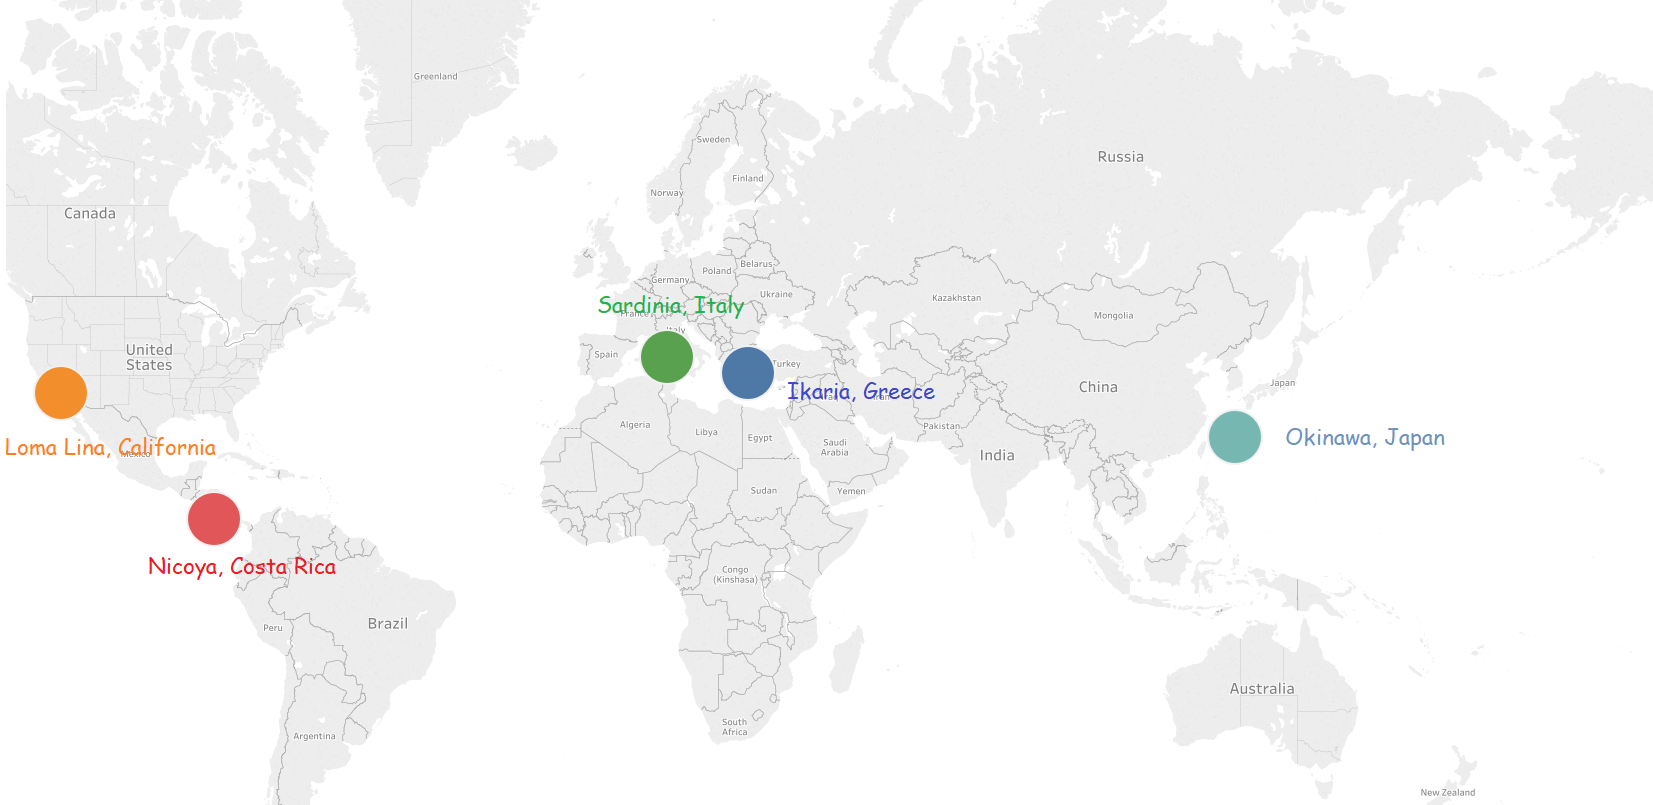 Greenland
Sweden
Russia
Finland
Norway
Canada
Belarus
Poland
Germany
Ukraine
Kazakhstan
Sardinia, Italy
France
Mongolia
Italy
United
States
Spain
Turkey
Japan
China
Ikaria, Greece
Iraq
Iran
Algeria
Pakistan
Libya
Egypt
Okinawa, Japan
Saudi
Arabia
Loma Lina, California
Mexico
India
Sudan
Yemen
Nicoya, Costa Rica
Congo
(Kinshasa)
Peru
Brazil
Australia
South
Africa
Argentina
New Zealand